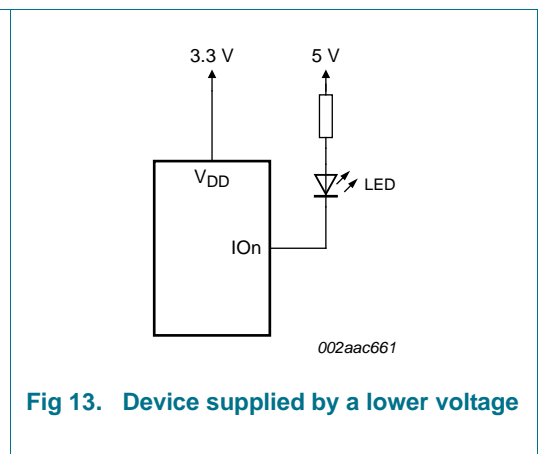 3.3 V
5 V
VDD
LED
IOn
002aac661
Fig 13. Device supplied by a lower voltage